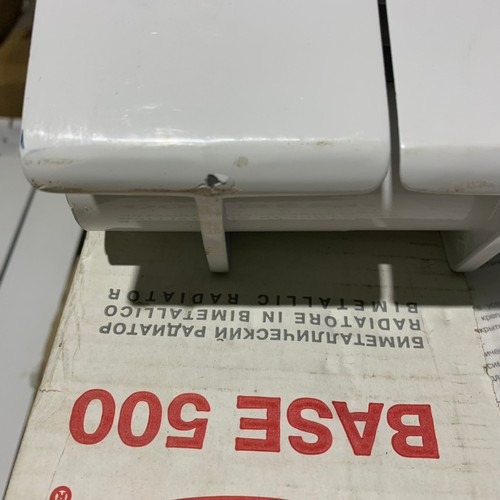 BASE 500
БИМЕТАЛЛИЧЕСКИЙ РАДИАТОР
RADIATORE IN BIMETALLICO
BIMETALLIC RADIATOR
®